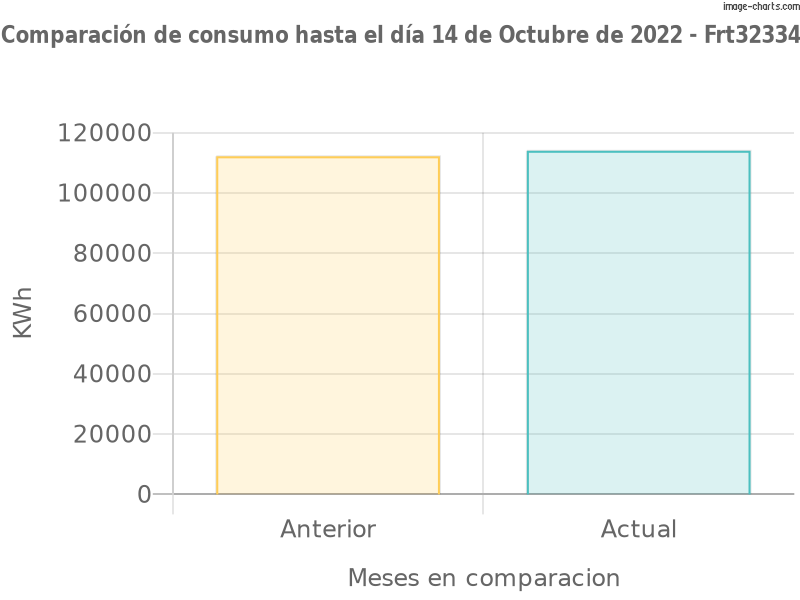 image-charts.com
Comparación de consumo hasta el día 14 de Octubre de 2022 - Frt32334
120000
100000
80000
60000
40000
20000
0
KWh
Anterior
Actual
Meses en comparacion